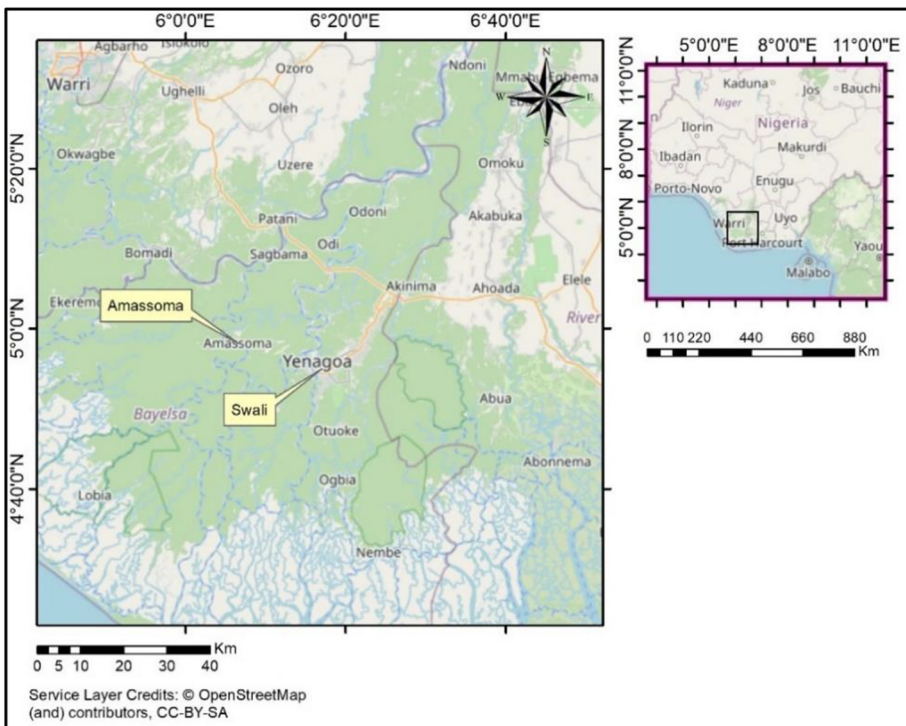 6°0'0"E
6°20'0"E
6°40'0"E
5°20'0"N
5°0'0"N
4°40'0"N
Agbarho
Isiokolo
Warri
Ughelli
Ozoro
Oleh
Okwagbe
Uzere
Ndoni
N
W
E
S
Omoku
Akabuka
Patani
Odoni
Bomadi
Sagbama
Odi
Akinima
Ahoada
Elele
Amassoma
Amassoma
Yenagoa
Swali
Bayelsa
Otuoke
Abua
Abonnema
Ogbia
Lobia
Nembe
Km
0 5 10 20 30 40
Service Layer Credits: © OpenStreetMap
(and) contributors, CC-BY-SA
5°0'0"E
8°0'0"E
11°0'0"E
11°0'0"N
8°0'0"N
5°0'0"N
Kaduna
Jos
Bauchi
Niger
Nigeria
Ilorin
Makurdi
Ibadan
Enugu
Porto-Novo
Warri
Uyo
Port Harcourt
Malabo
0 110 220 440 660 880
Km